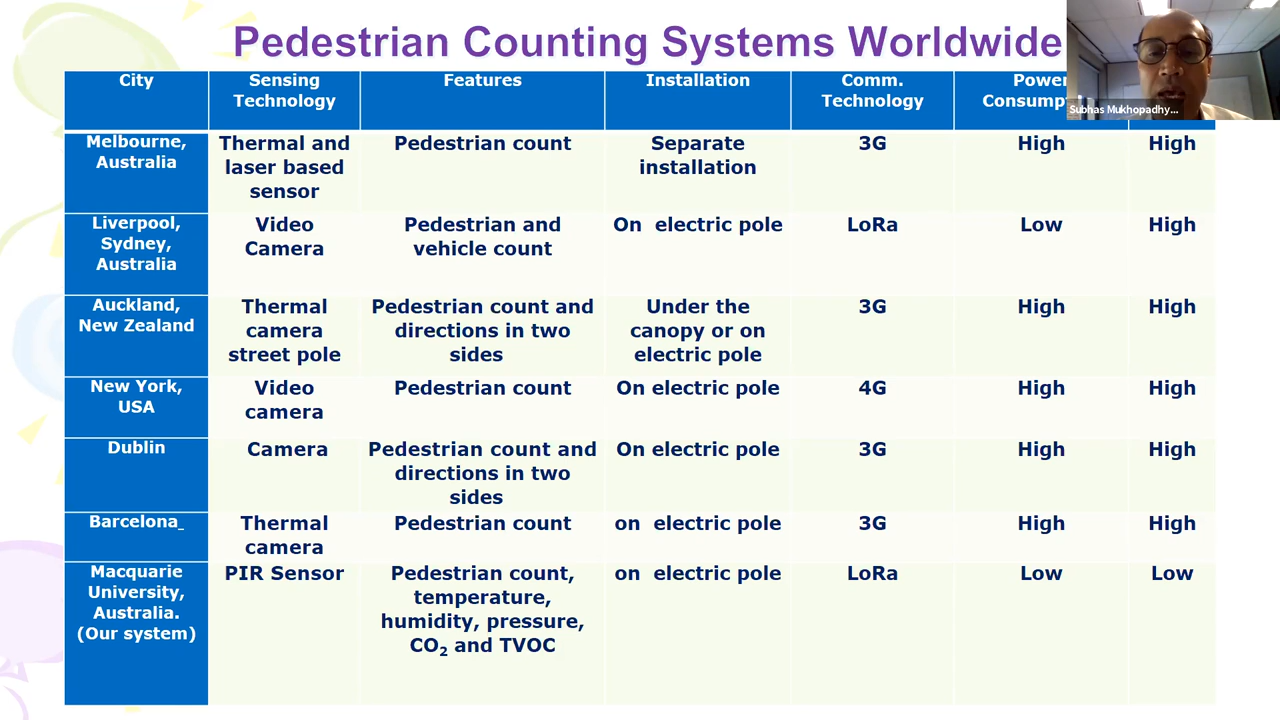 Pedestrian Counting Systems Worldwide
City
Sensing
Technology
Features
Installation
Comm.
Technology
Power
Subhas Mukhopadhy...
Melbourne,
Australia
Thermal and
laser based
sensor
Pedestrian count
Separate
installation
3G
High
High
Liverpool,
Sydney,
Australia
Video
Camera
Pedestrian and
vehicle count
On electric pole
LoRa
Low
High
Auckland,
New Zealand
Thermal
camera
street pole
Pedestrian count and
directions in two
sides
Under the
canopy or on
electric pole
3G
High
High
New York,
USA
Video
camera
Pedestrian count
On electric pole
4G
High
High
Dublin
Camera
Pedestrian count and
directions in two
sides
On electric pole
3G
High
High
Barcelona_
Thermal
camera
Pedestrian count
on electric pole
3G
High
High
Macquarie
University,
Australia.
(Our system)
PIR Sensor
Pedestrian count,
temperature,
humidity, pressure,
CO₂ and TVOC
on electric pole
LoRa
Low
Low